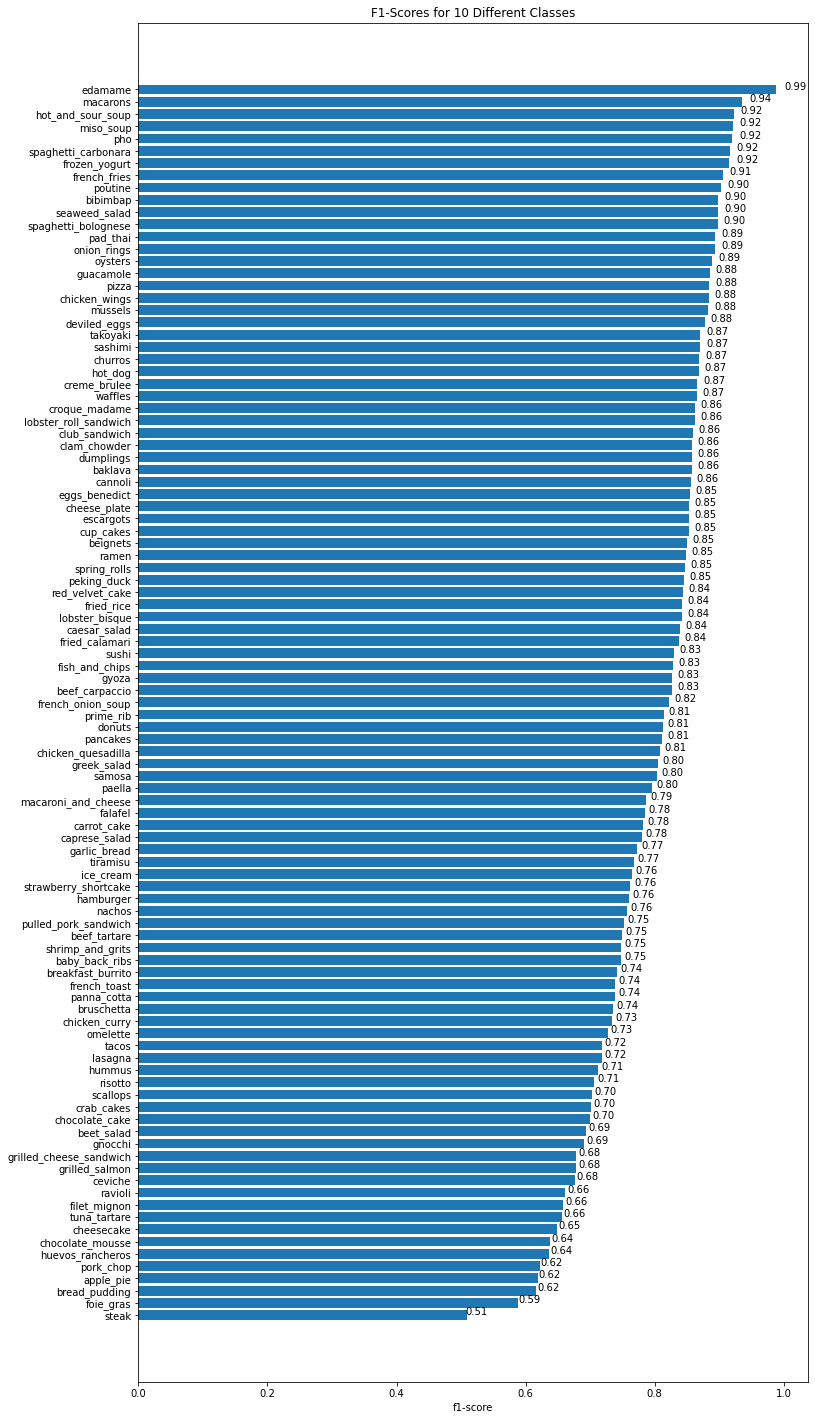 F1-Scores for 10 Different Classes
edamame 0.99
macarons 0.94
hot_and_sour_soup 0.92
miso_soup 0.92
pho 0.92
spaghetti_carbonara 0.92
frozen_yogurt 0.92
french_fries 0.91
poutine 0.90
bibimbap 0.90
seaweed_salad 0.90
spaghetti_bolognese 0.90
pad_thai 0.89
onion_rings 0.89
oysters 0.89
guacamole 0.88
pizza 0.88
chicken_wings 0.88
mussels 0.88
deviled_eggs 0.88
takoyaki 0.87
sashimi 0.87
churros 0.87
hot_dog 0.87
creme_brulee 0.87
waffles 0.87
croque_madame 0.86
lobster_roll_sandwich 0.86
club_sandwich 0.86
clam_chowder 0.86
dumplings 0.86
baklava 0.86
cannoli 0.86
eggs_benedict 0.85
cheese_plate 0.85
escargots 0.85
cup_cakes 0.85
beignets 0.85
ramen 0.85
spring_rolls 0.85
peking_duck 0.85
red_velvet_cake 0.84
fried_rice 0.84
lobster_bisque 0.84
caesar_salad 0.84
fried_calamari 0.84
sushi 0.83
fish_and_chips 0.83
gyoza 0.83
beef_carpaccio 0.83
french_onion_soup 0.82
prime_rib 0.81
donuts 0.81
pancakes 0.81
chicken_quesadilla 0.81
greek_salad 0.80
samosa 0.80
paella 0.80
macaroni_and_cheese 0.79
falafel 0.78
carrot_cake 0.78
caprese_salad 0.78
garlic_bread 0.77
tiramisu 0.77
ice_cream 0.76
strawberry_shortcake 0.76
hamburger 0.76
nachos 0.76
pulled_pork_sandwich 0.75
beef_tartare 0.75
shrimp_and_grits 0.75
baby_back_ribs 0.75
breakfast_burrito 0.74
french_toast 0.74
panna_cotta 0.74
bruschetta 0.74
chicken_curry 0.73
omelette 0.73
tacos 0.72
lasagna 0.72
hummus 0.71
risotto 0.71
scallops 0.70
crab_cakes 0.70
chocolate_cake 0.70
beet_salad 0.69
gnocchi 0.69
grilled_cheese_sandwich 0.68
grilled_salmon 0.68
ceviche 0.68
ravioli 0.66
filet_mignon 0.66
tuna_tartare 0.66
cheesecake 0.65
chocolate_mousse 0.64
huevos_rancheros 0.64
pork_chop 0.62
apple_pie 0.62
bread_pudding 0.62
foie_gras 0.59
steak 0.51
0.0 0.2 0.4 0.6 0.8 1.0
f1-score